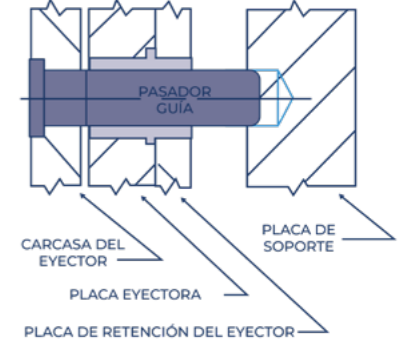 PASADOR
GUÍA
CARCASA DEL
EYECTOR
PLACA DE
SOPORTE
PLACA EYECTORA
PLACA DE RETENCIÓN DEL EYECTOR